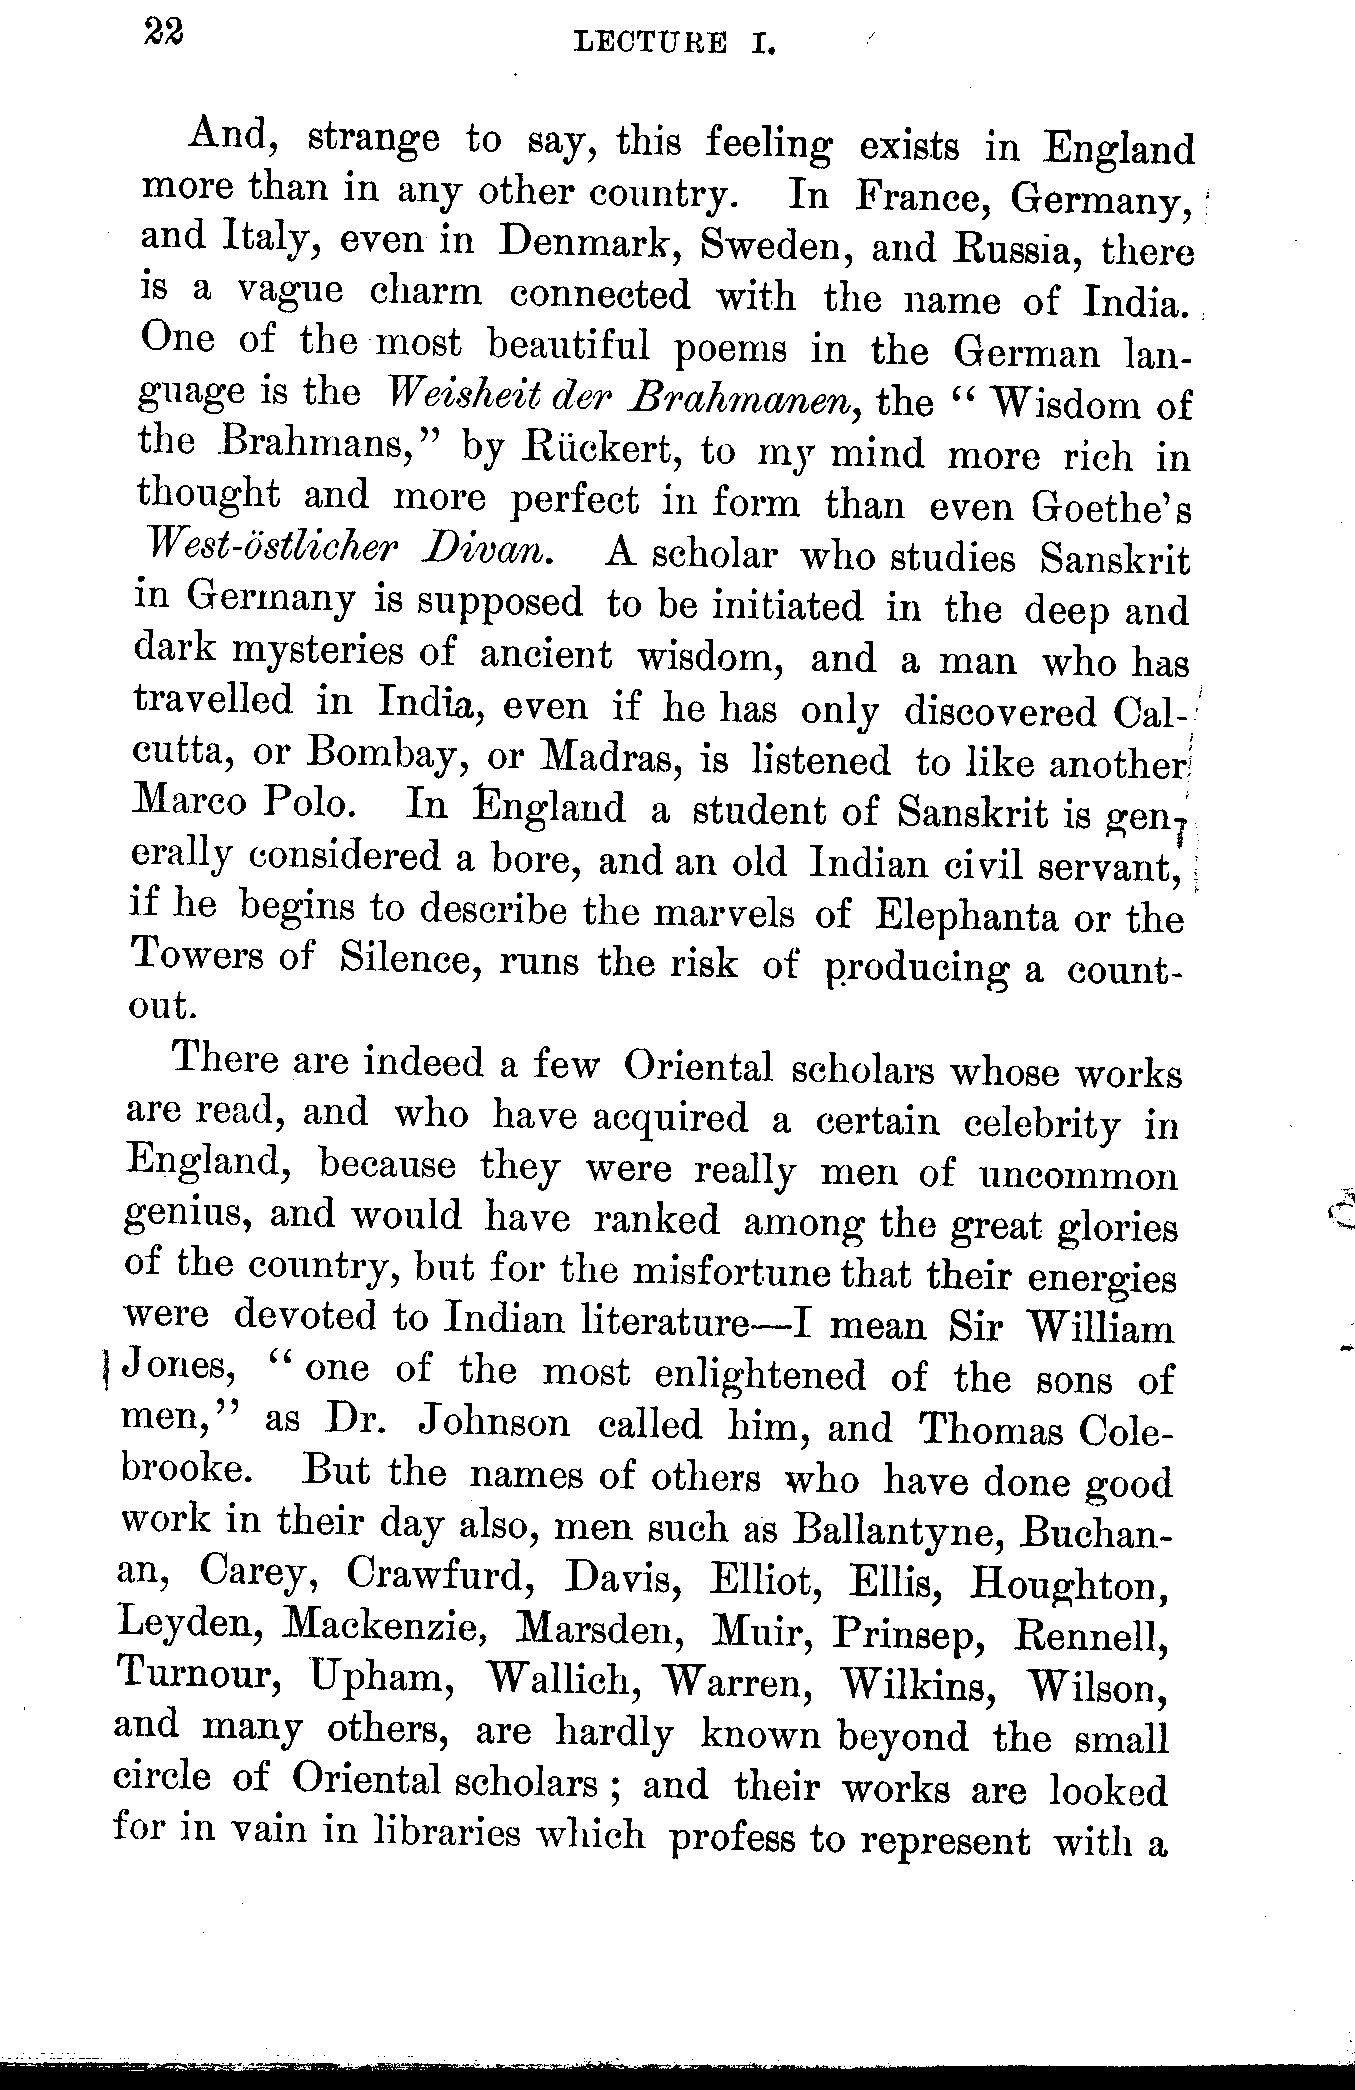 22
LECTURE I.
And, strange to say, this feeling exists in England
more than in any other country. In France, Germany,
and Italy, even in Denmark, Sweden, and Russia, there
is a vague charm connected with the name of India.
One of the most beautiful poems in the German lan-
guage is the Weisheit der Brahmanen, the “ Wisdom of
the Brahmans,” by Rückert, to my mind more rich in
thought and more perfect in form than even Goethe's
West-östlicher Divan. A scholar who studies Sanskrit
in Germany is supposed to be initiated in the deep and
dark mysteries of ancient wisdom, and a man who has
travelled in India, even if he has only discovered Cal-
cutta, or Bombay, or Madras, is listened to like another
Marco Polo. In England a student of Sanskrit is gen-
erally considered a bore, and an old Indian civil servant,
if he begins to describe the marvels of Elephanta or the
Towers of Silence, runs the risk of producing a count-
out.
There are indeed a few Oriental scholars whose works
are read, and who have acquired a certain celebrity in
England, because they were really men of uncommon
genius, and would have ranked among the great glories
of the country, but for the misfortune that their energies
were devoted to Indian literature—I mean Sir William
Jones, “ one of the most enlightened of the sons of
men,” as Dr. Johnson called him, and Thomas Cole-
brooke. But the names of others who have done good
work in their day also, men such as Ballantyne, Buchan-
an, Carey, Crawfurd, Davis, Elliot, Ellis, Houghton,
Leyden, Mackenzie, Marsden, Muir, Prinsep, Rennell,
Turnour, Upham, Wallich, Warren, Wilkins, Wilson,
and many others, are hardly known beyond the small
circle of Oriental scholars ; and their works are looked
for in vain in libraries which profess to represent with a